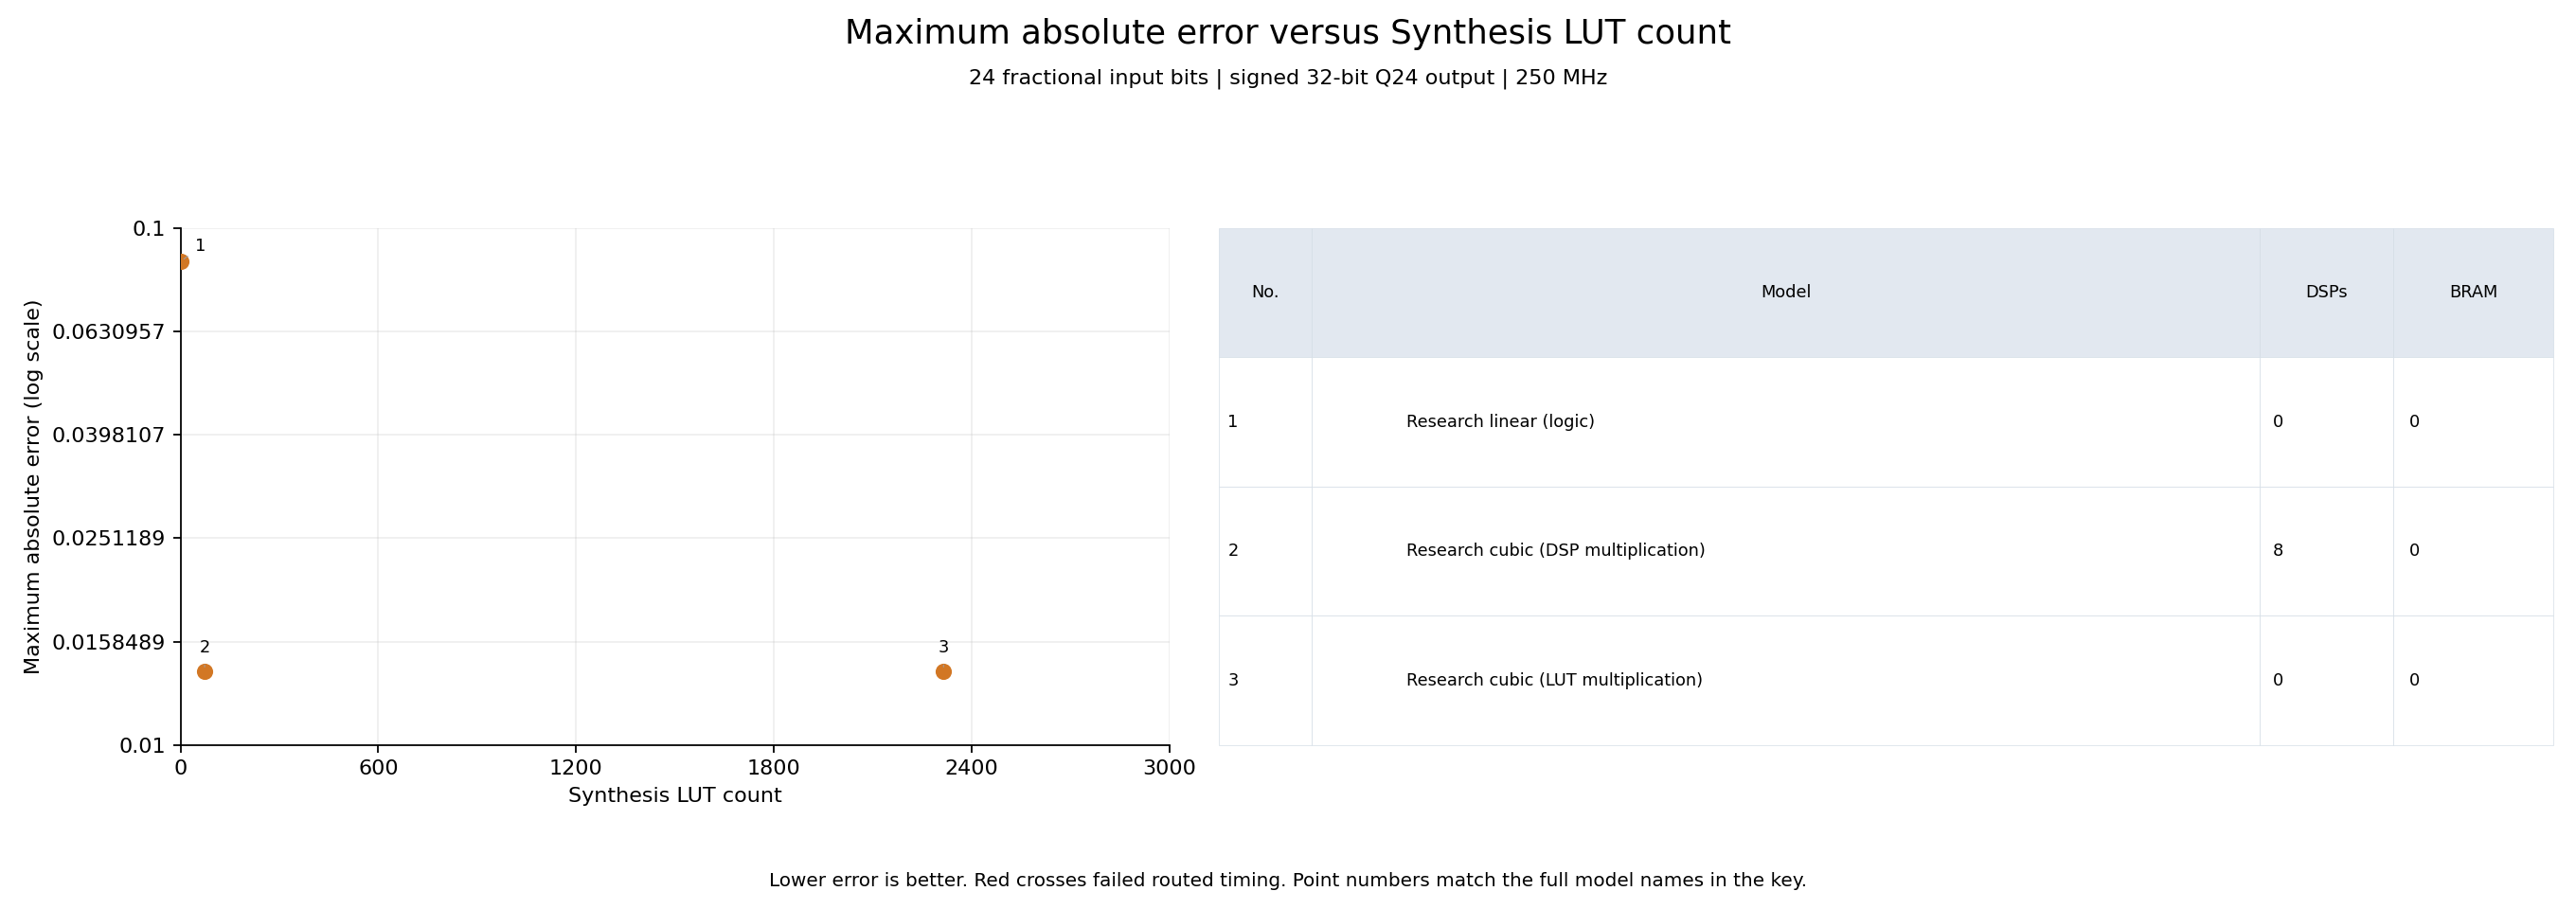 Maximum absolute error versus Synthesis LUT count
24 fractional input bits | signed 32-bit Q24 output | 250 MHz
Maximum absolute error (log scale)
0.1
0.0630957
0.0398107
0.0251189
0.0158489
0.01
1
2
3
0 600 1200 1800 2400 3000
Synthesis LUT count
No. Model DSPs BRAM
1 Research linear (logic) 0 0
2 Research cubic (DSP multiplication) 8 0
3 Research cubic (LUT multiplication) 0 0
Lower error is better. Red crosses failed routed timing. Point numbers match the full model names in the key.